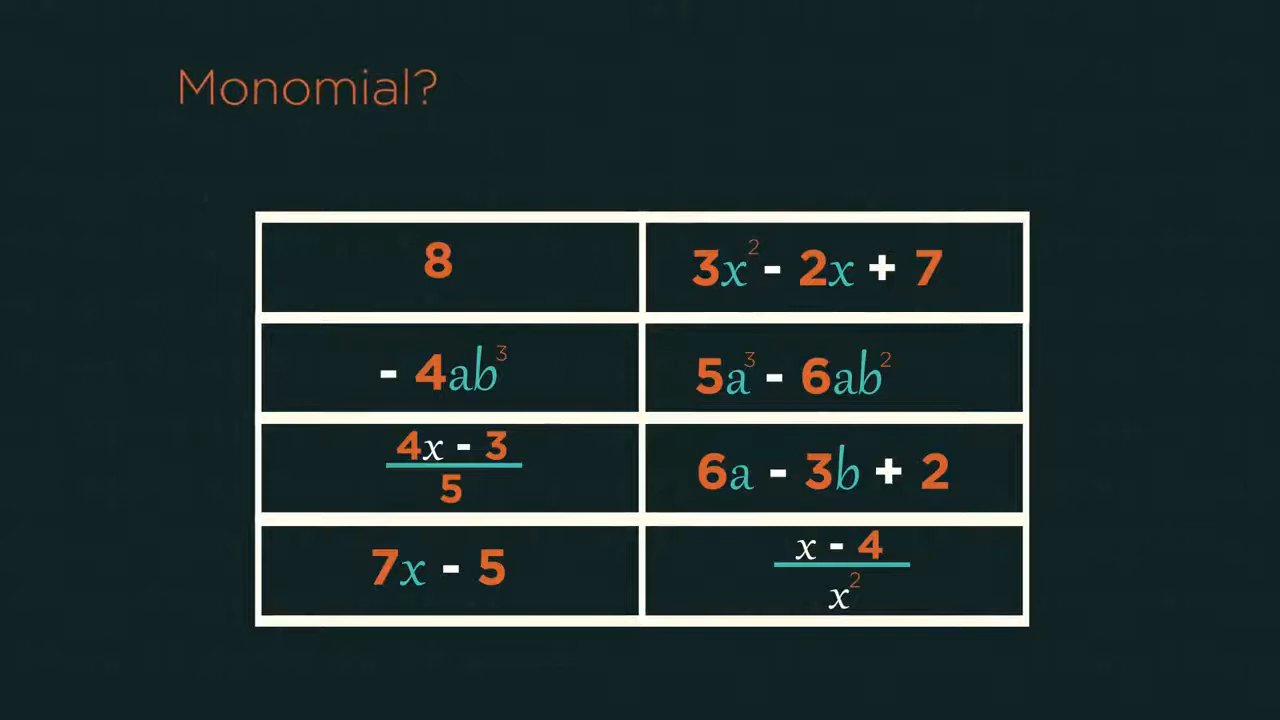 Monomial?
8
3x² - 2x + 7
- 4ab³
5a³ - 6ab²
4x - 3
5
6a - 3b + 2
7x - 5
x - 4
x²